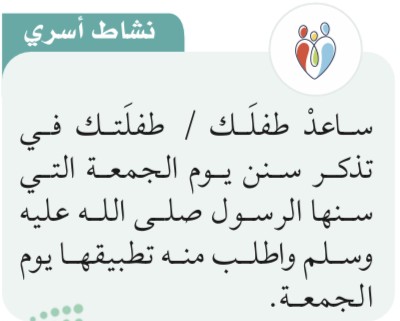 نشاط أسري
ساعدْ طفلَك / طفلَتك في
تذكر سنن يوم الجمعة التي
سنها الرسول صلى الله عليه
وسلم واطلب منه تطبيقها يوم
الجمعة.